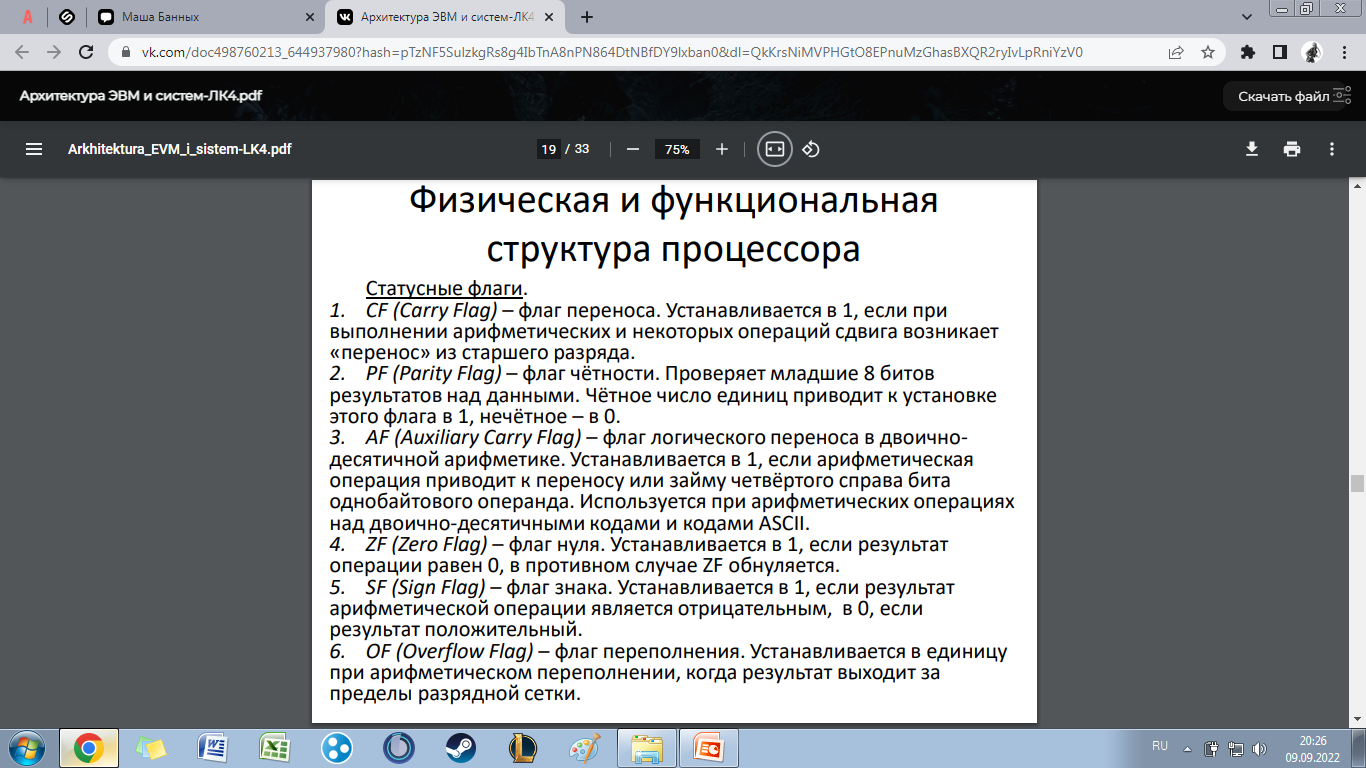 Маша Банных
Архитектура ЭВМ и систем-ЛК4
vk.com/doc498760213_644937980?hash=pTzNF5SuIzkgRs8g4IbTnA8nPN864DtNBfDY9lxban0&dl=QkKrsNiMVPHGtO8EPnuMzGhasBXQR2ryIvLpRniYzV0
Архитектура ЭВМ и систем-ЛК4.pdf
Скачать файл
Arkhitektura_EVM_i_sistem-LK4.pdf
19 / 33
75%
Физическая и функциональная
структура процессора
Статусные флаги.
1. CF (Carry Flag) – флаг переноса. Устанавливается в 1, если при
выполнении арифметических и некоторых операций сдвига возникает
«перенос» из старшего разряда.
2. PF (Parity Flag) – флаг чётности. Проверяет младшие 8 битов
результатов над данными. Чётное число единиц приводит к установке
этого флага в 1, нечётное – в 0.
3. AF (Auxiliary Carry Flag) – флаг логического переноса в двоично-
десятичной арифметике. Устанавливается в 1, если арифметическая
операция приводит к переносу или займу четвёртого справа бита
однобайтового операнда. Используется при арифметических операциях
над двоично-десятичными кодами и кодами ASCII.
4. ZF (Zero Flag) – флаг нуля. Устанавливается в 1, если результат
операции равен 0, в противном случае ZF обнуляется.
5. SF (Sign Flag) – флаг знака. Устанавливается в 1, если результат
арифметической операции является отрицательным, в 0, если
результат положительный.
6. OF (Overflow Flag) – флаг переполнения. Устанавливается в единицу
при арифметическом переполнении, когда результат выходит за
пределы разрядной сетки.
RU
20:26
09.09.2022